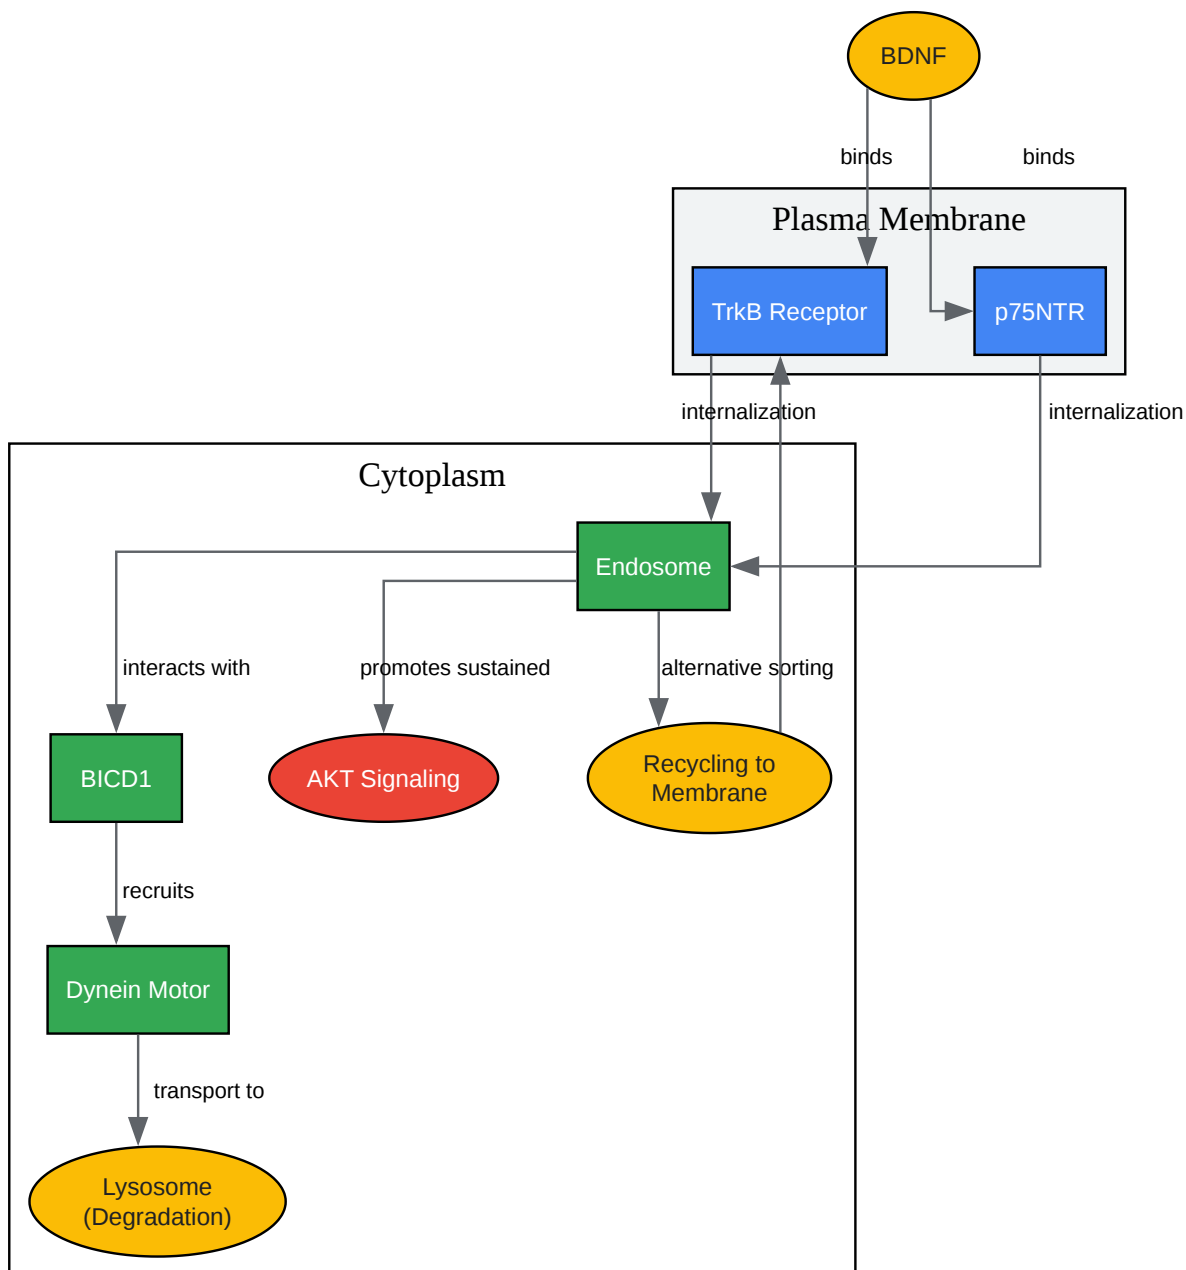 BDNF
binds
binds
Plasma Membrane
TrkB Receptor
p75NTR
internalization
internalization
Cytoplasm
Endosome
interacts with
promotes sustained
alternative sorting
BICD1
AKT Signaling
Recycling to
Membrane
recruits
Dynein Motor
transport to
Lysosome
(Degradation)